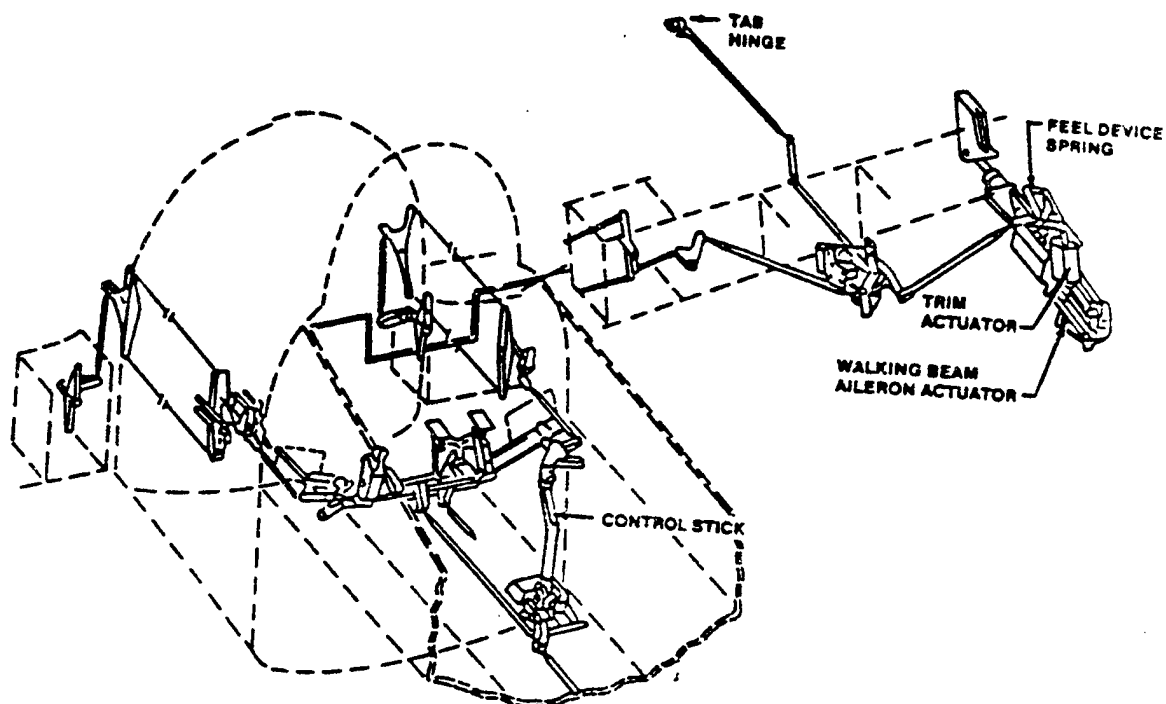 TAB
HINGE
FEEL DEVICE
SPRING
TRIM
ACTUATOR
WALKING BEAM
AILERON ACTUATOR
CONTROL STICK